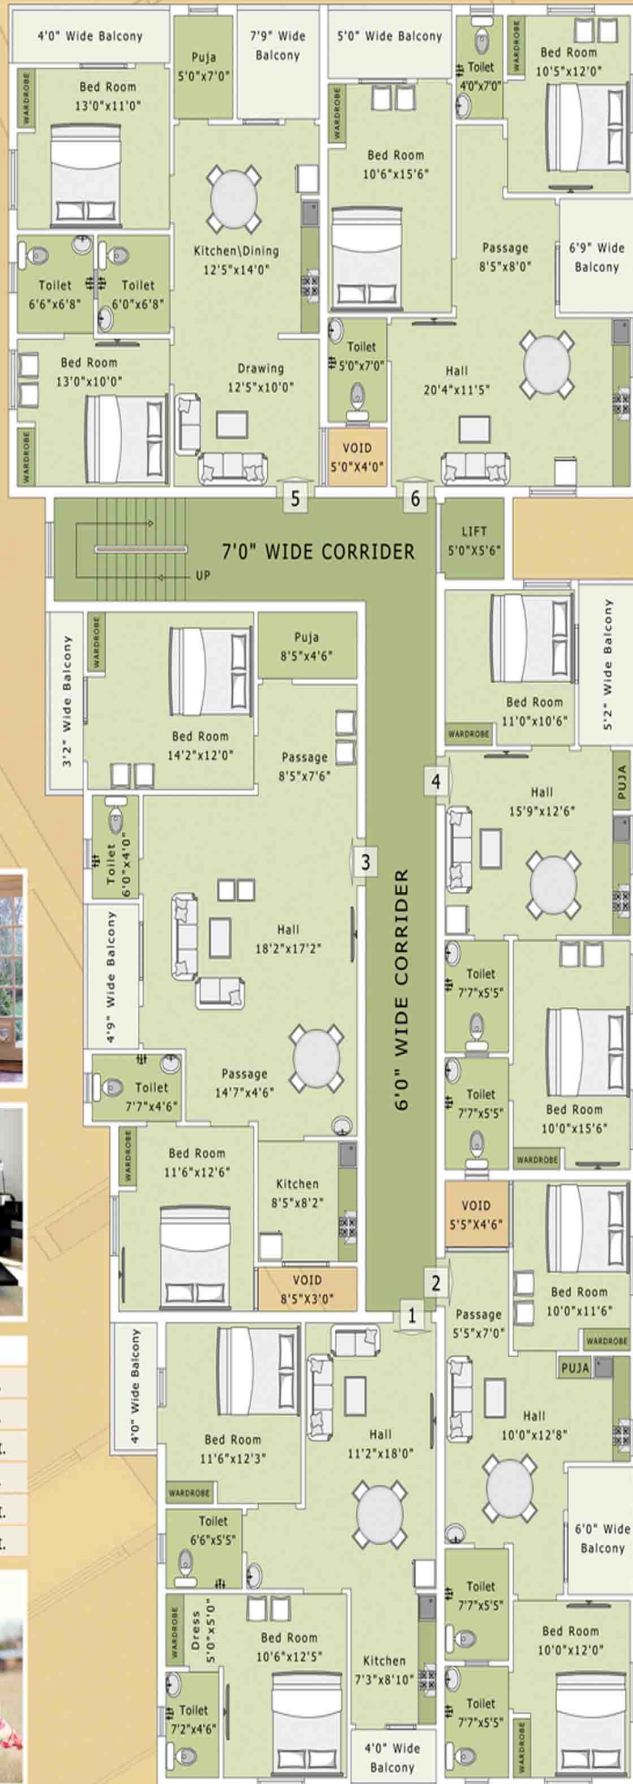 4'0" Wide Balcony
Puja
5'0"x7'0"
7'9" Wide
Balcony
5'0" Wide Balcony
Toilet
4'0"x7'0"
WARDROBE
Bed Room
10'5"x12'0"
WARDROBE
Bed Room
13'0"x11'0"
WARDROBE
Bed Room
10'6"x15'6"
Kitchen\Dining
12'5"x14'0"
Passage
8'5"x8'0"
6'9" Wide
Balcony
Toilet
6'6"x6'8"
Toilet
6'0"x6'8"
Bed Room
13'0"x10'0"
WARDROBE
Drawing
12'5"x10'0"
Toilet
5'0"x7'0"
Hall
20'4"x11'5"
VOID
5'0"X4'0"
5
6
7'0" WIDE CORRIDER
UP
LIFT
5'0"X5'6"
3'2" Wide Balcony
WARDROBE
Bed Room
14'2"x12'0"
Puja
8'5"x4'6"
Passage
8'5"x7'6"
Bed Room
11'0"x10'6"
WARDROBE
5'2" Wide Balcony
4
Hall
15'9"x12'6"
PUJA
Toilet
6'0"x4'0"
3
4'9" Wide Balcony
Hall
18'2"x17'2"
6'0" WIDE CORRIDER
Toilet
7'7"x5'5"
Passage
14'7"x4'6"
Toilet
7'7"x4'6"
Toilet
7'7"x5'5"
Bed Room
10'0"x15'6"
WARDROBE
WARDROBE
Bed Room
11'6"x12'6"
Kitchen
8'5"x8'2"
VOID
8'5"X3'0"
VOID
5'5"X4'6"
2
1
Passage
5'5"x7'0"
Bed Room
10'0"x11'6"
WARDROBE
PUJA
4'0" Wide Balcony
Bed Room
11'6"x12'3"
WARDROBE
Hall
11'2"x18'0"
Hall
10'0"x12'8"
6'0" Wide
Balcony
Toilet
6'6"x5'5"
Toilet
7'7"x5'5"
WARDROBE
Dress
5'0"x5'0"
Bed Room
10'6"x12'5"
Kitchen
7'3"x8'10"
Bed Room
10'0"x12'0"
Toilet
7'2"x4'6"
4'0" Wide
Balcony
Toilet
7'7"x5'5"
WARDROBE